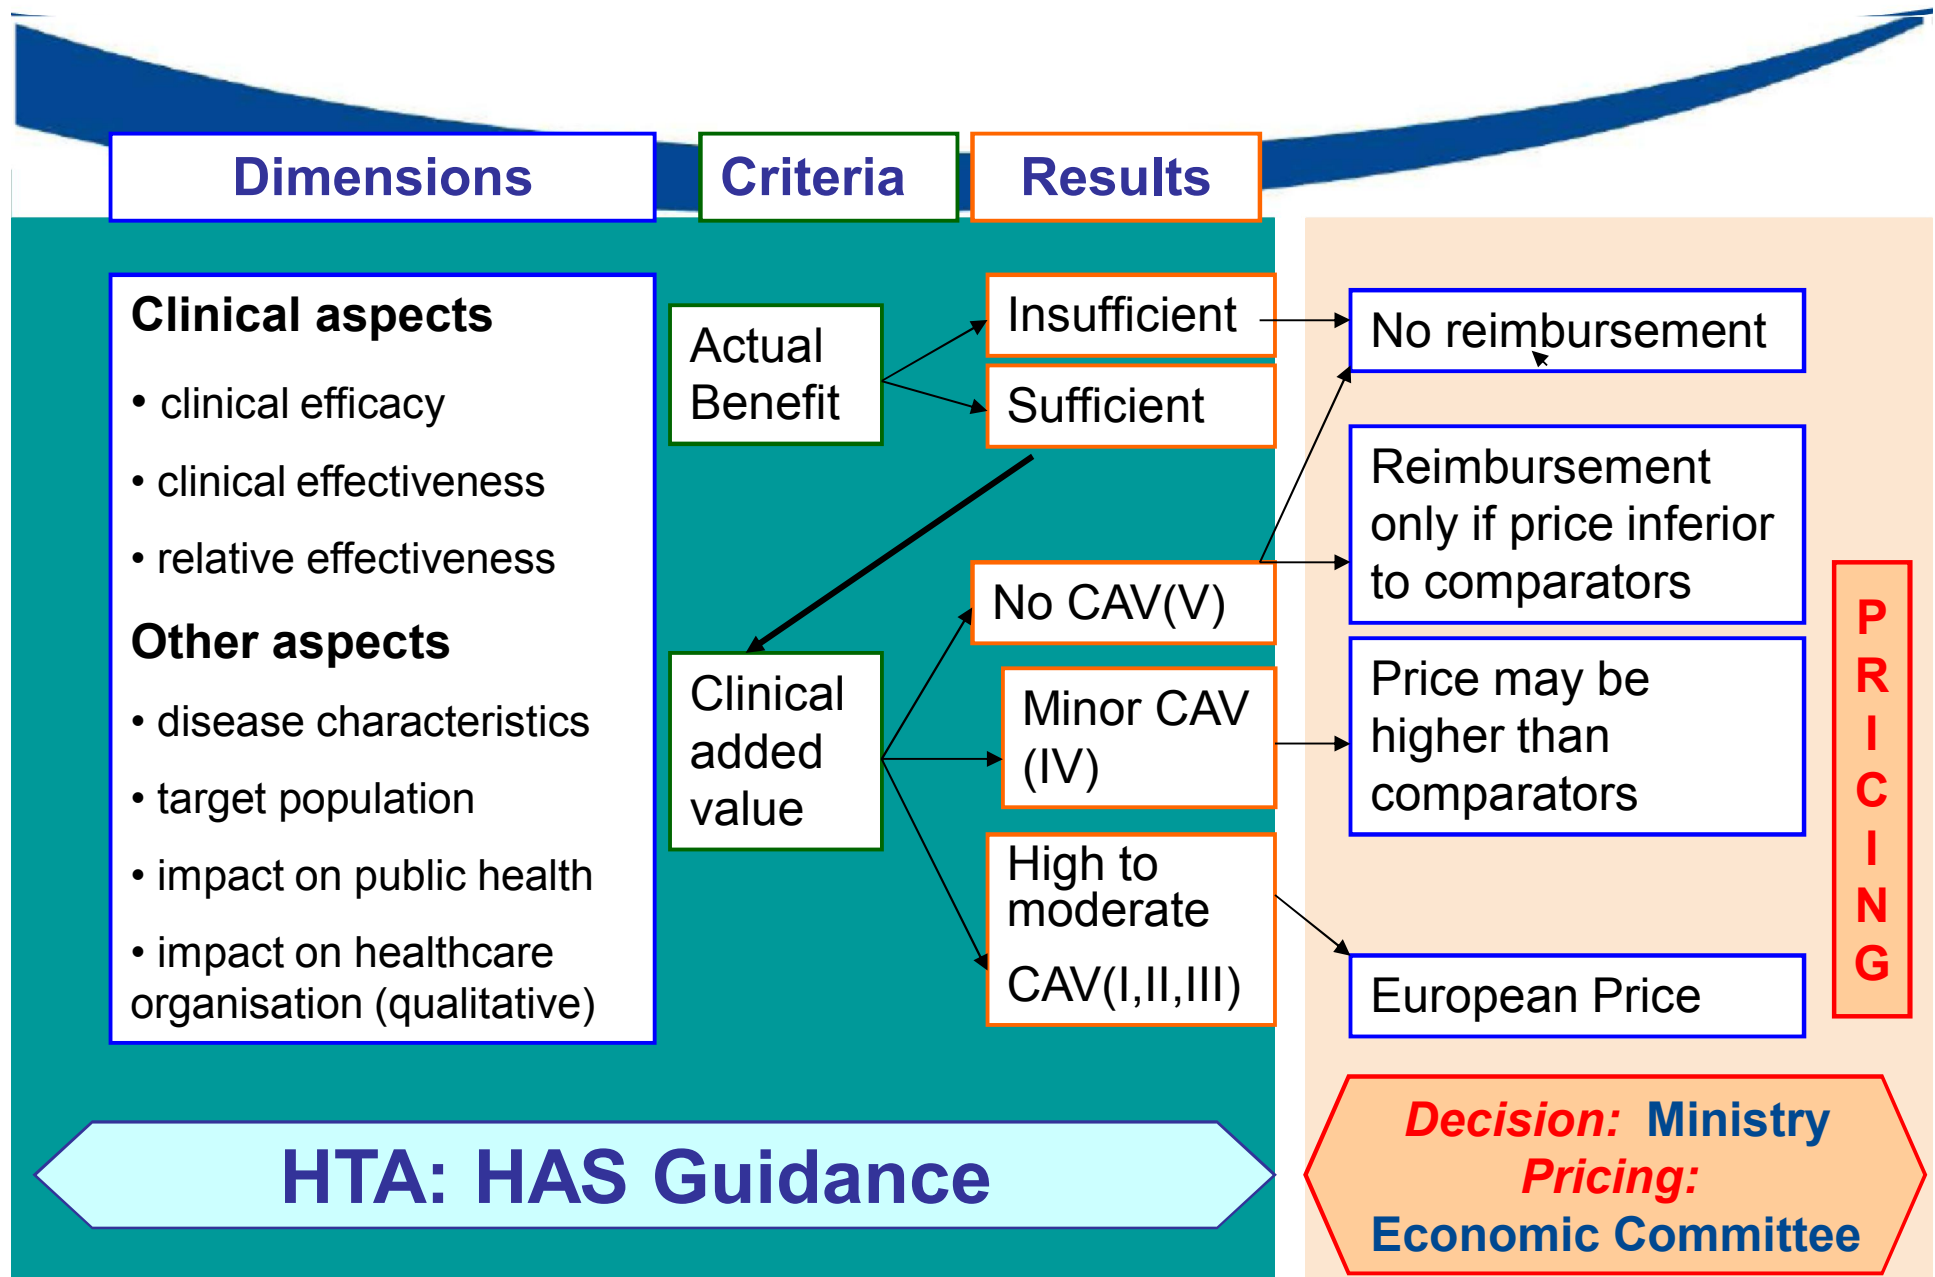 Dimensions
Criteria
Results
Clinical aspects
• clinical efficacy
• clinical effectiveness
• relative effectiveness
Other aspects
• disease characteristics
• target population
• impact on public health
• impact on healthcare
organisation (qualitative)
Actual
Benefit
Insufficient
Sufficient
Clinical
added
value
No CAV(V)
Minor CAV
(IV)
High to
moderate
CAV(I,II,III)
No reimbursement
Reimbursement
only if price inferior
to comparators
Price may be
higher than
comparators
European Price
P
R
I
C
I
N
G
HTA: HAS Guidance
Decision: Ministry
Pricing:
Economic Committee